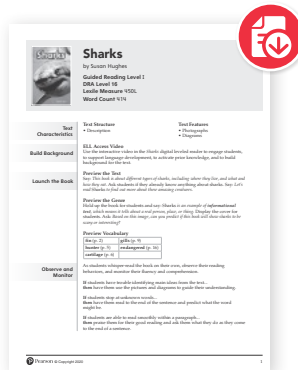 Sharks
Sharks
by Susan Hughes
Guided Reading Level I
DRA Level 16
Lexile Measure 450L
Word Count 414
Text Characteristics
Text Structure
• Description
Text Features
• Photographs
• Diagrams
Build Background
ELL Access Video
Use the interactive video in the Sharks digital leveled reader to engage students,
to support language development, to activate prior knowledge, and to build
background for the text.
Launch the Book
Preview the Text
Say: This book is about different types of sharks, including where they live, and what and
how they eat. Ask students if they already know anything about sharks. Say: Let's
read Sharks to find out more about these amazing creatures.
Preview the Genre
Hold up the book for students and say: Sharks is an example of informational
text, which means it tells about a real person, place, or thing. Display the cover for
students. Ask: Based on this image, can you predict if this book will show sharks to be
scary or interesting?
Preview Vocabulary
fin (p. 2) gills (p. 9)
hunter (p. 5) endangered (p. 16)
cartilage (p. 6)
Observe and Monitor
As students whisper-read the book on their own, observe their reading
behaviors, and monitor their fluency and comprehension.
If students have trouble identifying main ideas from the text...
then have them use the pictures and diagrams to guide their understanding.
If students stop at unknown words...
then have them read to the end of the sentence and predict what the word
might be.
If students are able to read smoothly within a paragraph...
then praise them for their good reading and ask them what they do as they come
to the end of a sentence.
Pearson © Copyright 2020
1